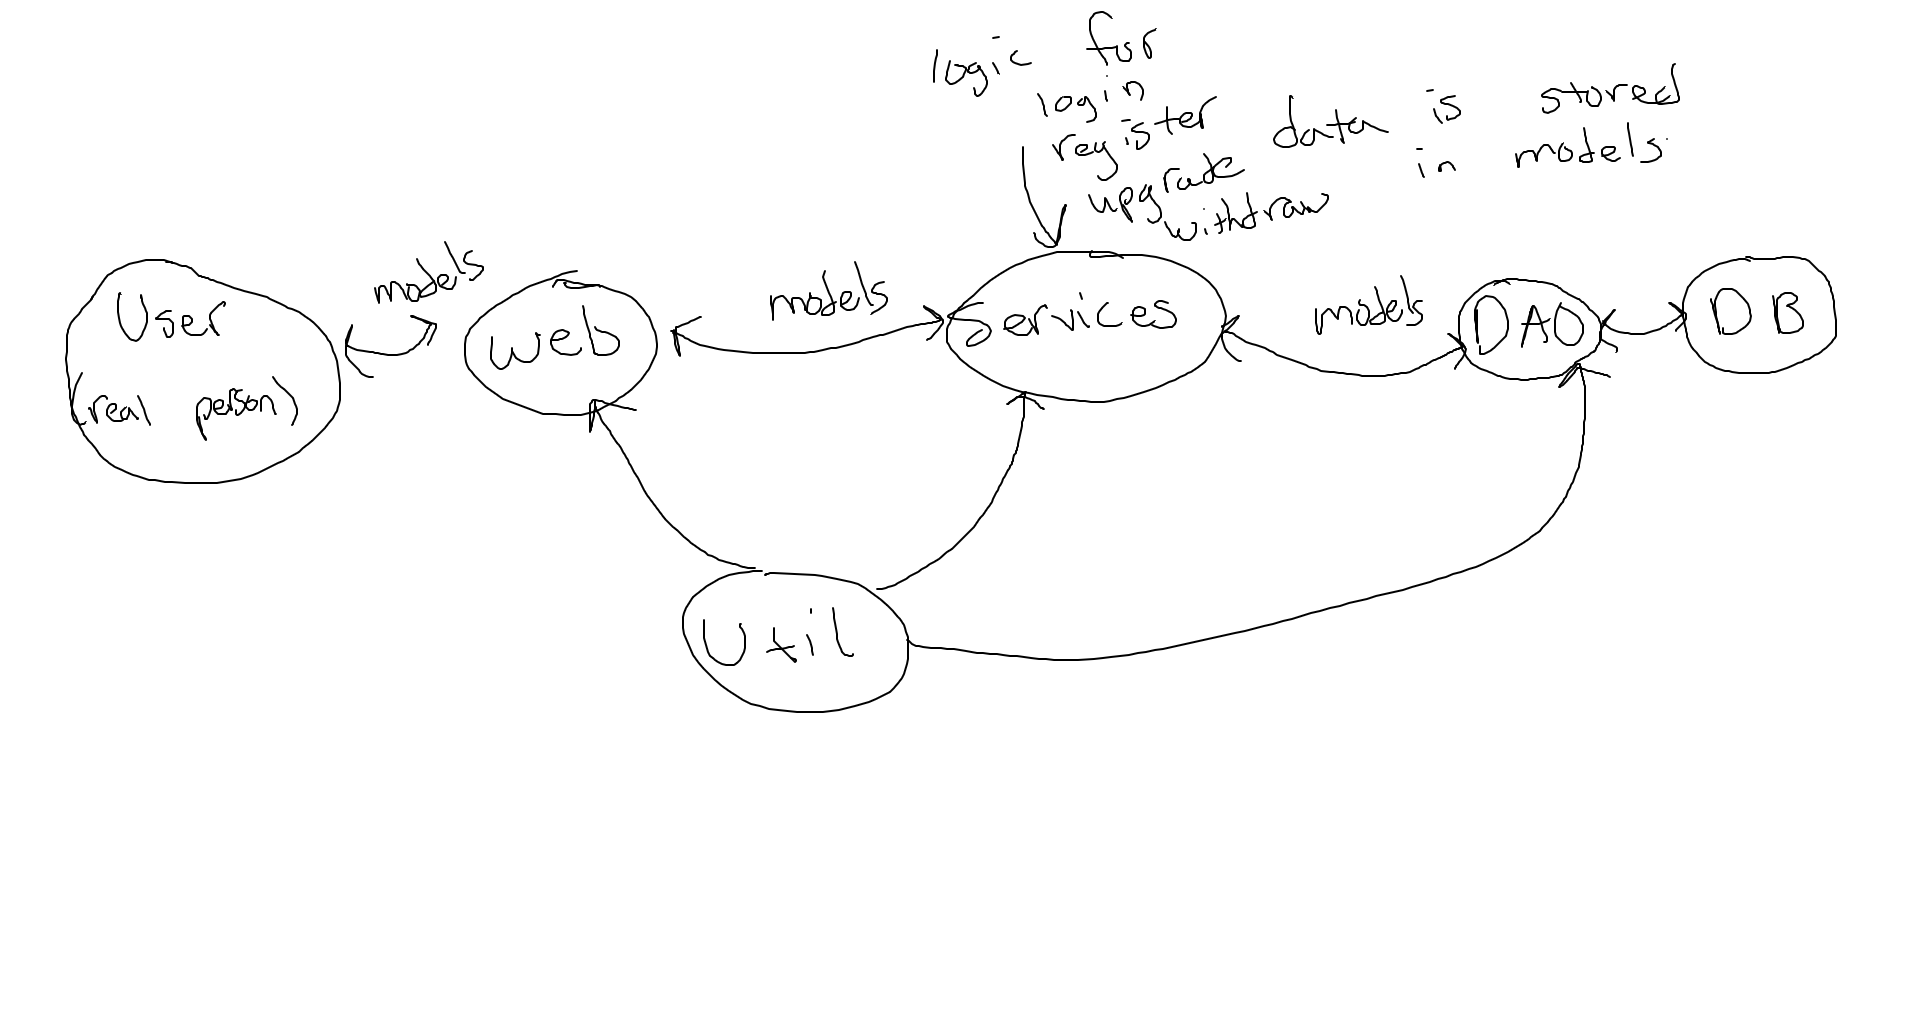 logic for
login
register
upgrade
withdraw
data is stored
in models
User
(real person)
models
web
models
Services
models
DAO
DB
Util